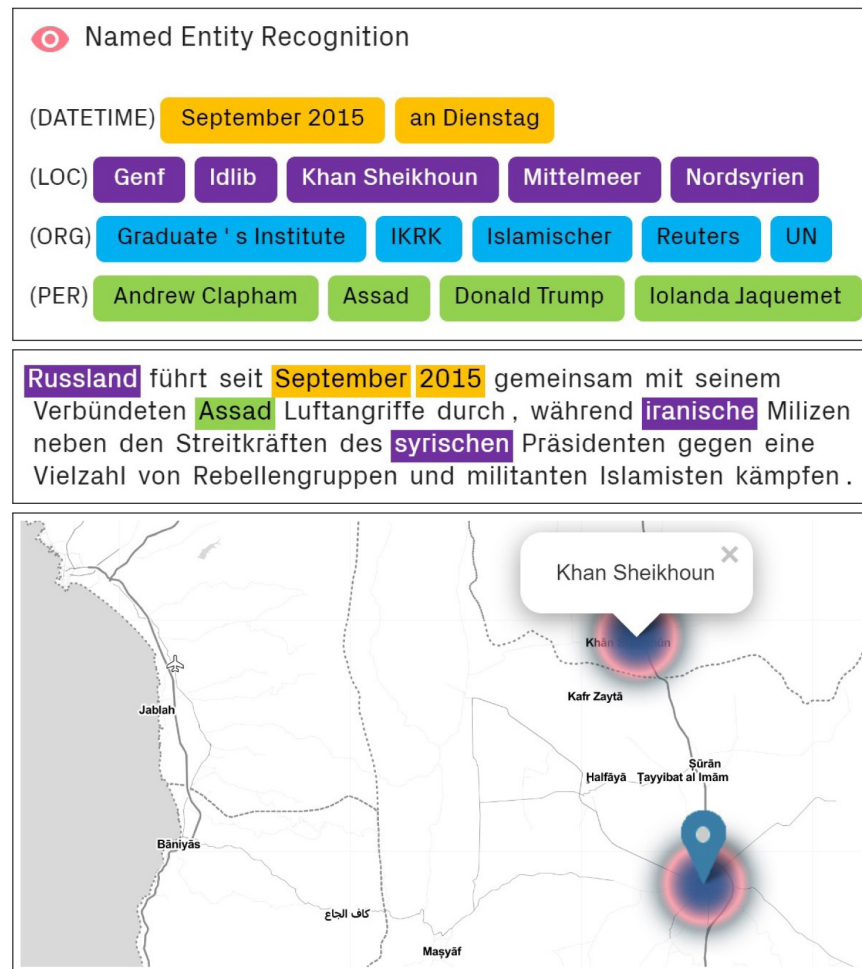 Named Entity Recognition
(DATETIME) September 2015 an Dienstag
(LOC) Genf Idlib Khan Sheikhoun Mittelmeer Nordsyrien
(ORG) Graduate ' s Institute IKRK Islamischer Reuters UN
(PER) Andrew Clapham Assad Donald Trump Iolanda Jaquemet
Russland führt seit September 2015 gemeinsam mit seinem
Verbündeten Assad Luftangriffe durch , während iranische Milizen
neben den Streitkräften des syrischen Präsidenten gegen eine
Vielzahl von Rebellengruppen und militanten Islamisten kämpfen .
Khan Sheikhoun
Kafr Zaytā
Jablah
Şūrān
Ḩalfāyā Ţayyibat al Imām
Bāniyās
كاف الجاع
Maşyāf